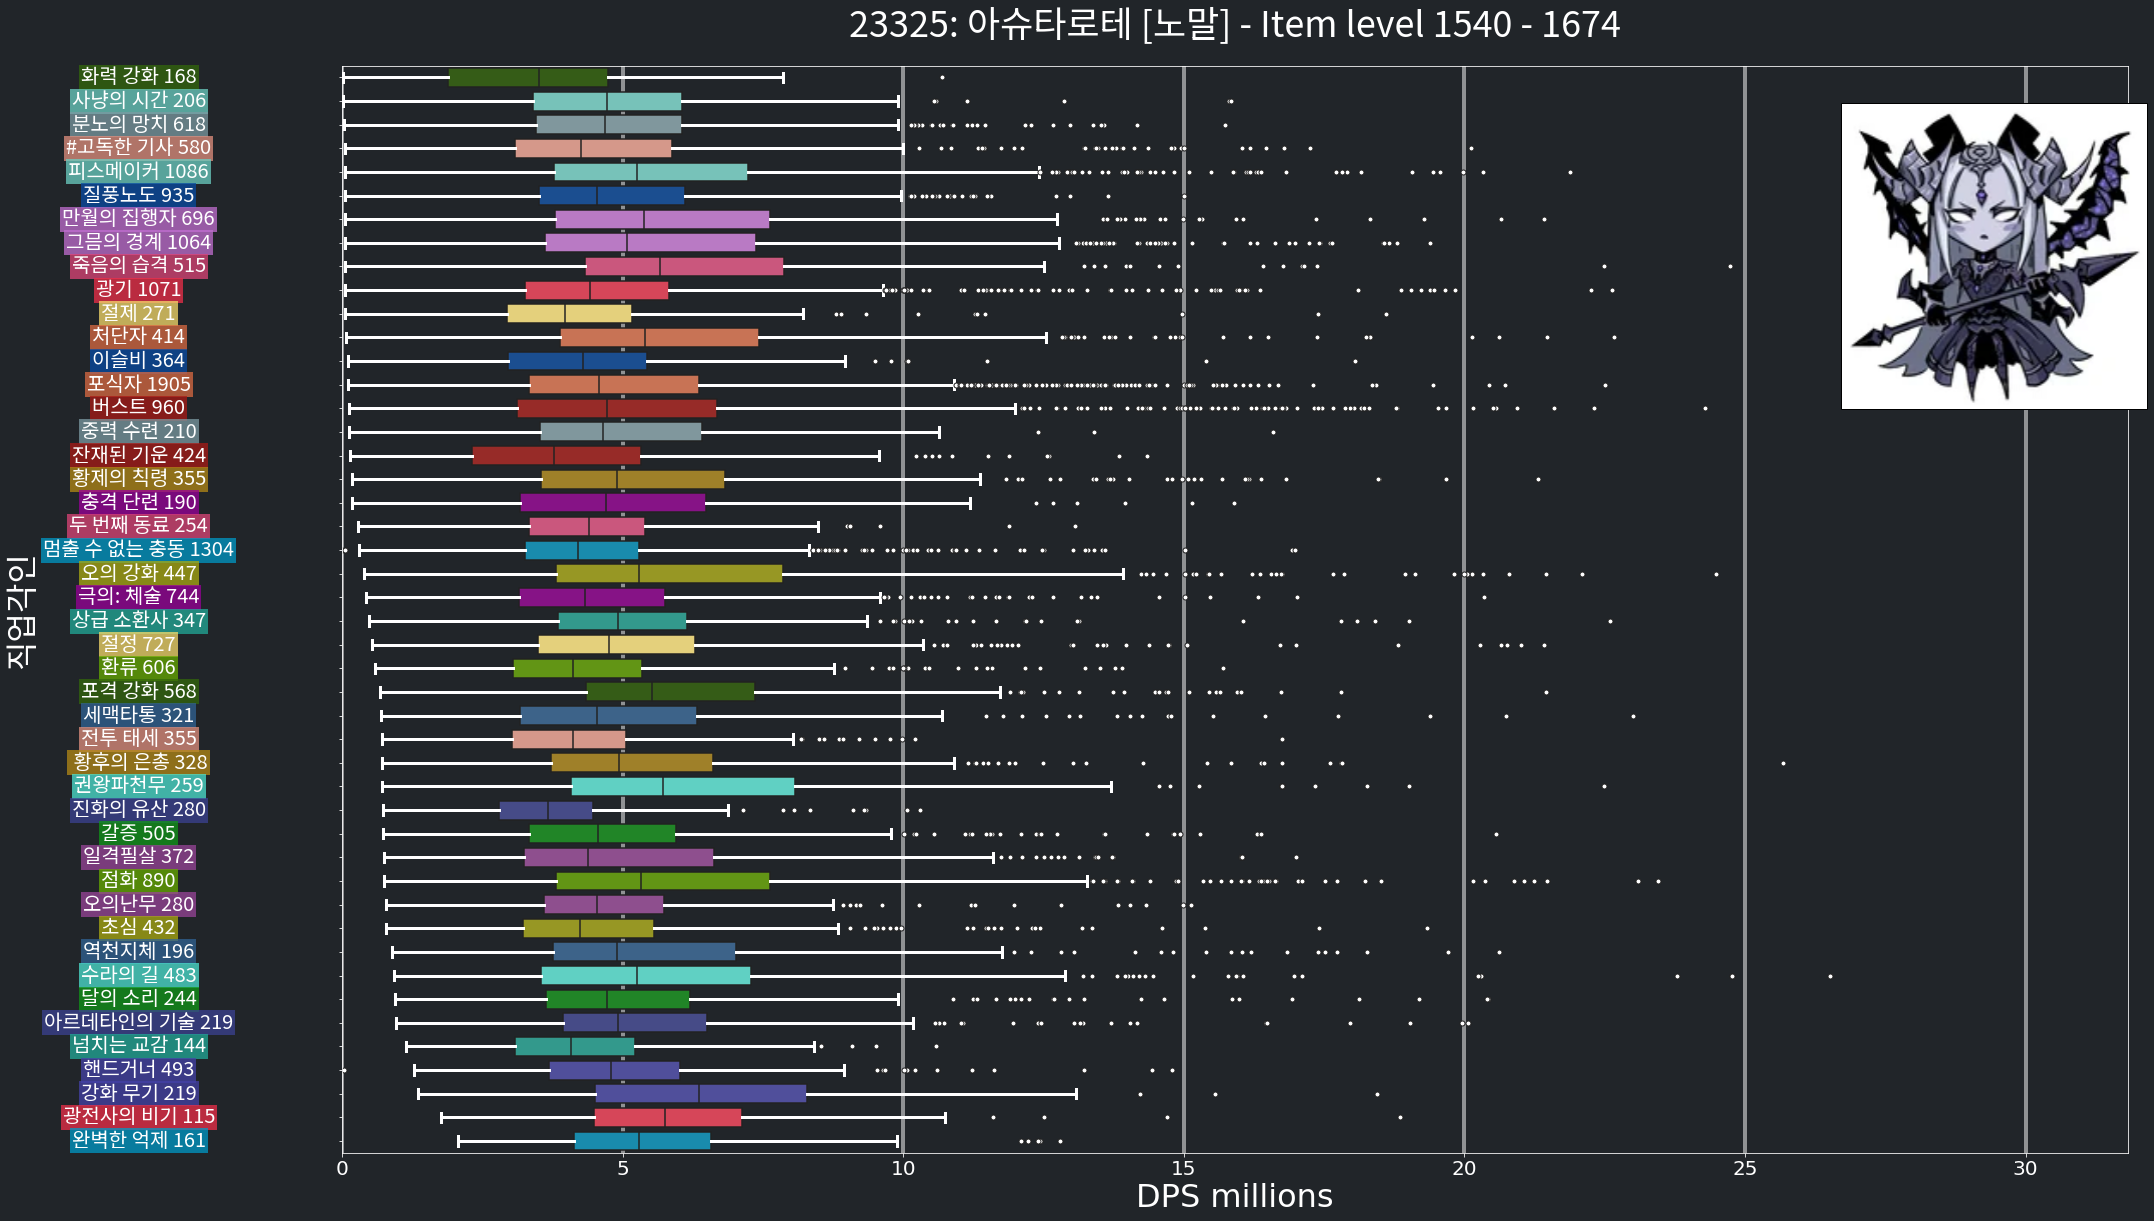 23325: 아슈타로테 [노말] - Item level 1540 - 1674
화력 강화 168
사냥의 시간 206
분노의 망치 618
#고독한 기사 580
피스메이커 1086
질풍노도 935
만월의 집행자 696
그믐의 경계 1064
죽음의 습격 515
광기 1071
절제 271
처단자 414
이슬비 364
포식자 1905
버스트 960
중력 수련 210
잔재된 기운 424
황제의 칙령 355
충격 단련 190
두 번째 동료 254
멈출 수 없는 충동 1304
오의 강화 447
극의: 체술 744
상급 소환사 347
절정 727
환류 606
포격 강화 568
세맥타통 321
전투 태세 355
황후의 은총 328
권왕파천무 259
진화의 유산 280
갈증 505
일격필살 372
점화 890
오의난무 280
초심 432
역천지체 196
수라의 길 483
달의 소리 244
아르데타인의 기술 219
넘치는 교감 144
핸드거너 493
강화 무기 219
광전사의 비기 115
완벽한 억제 161
직업각인
0 5 10 15 20 25 30
DPS millions